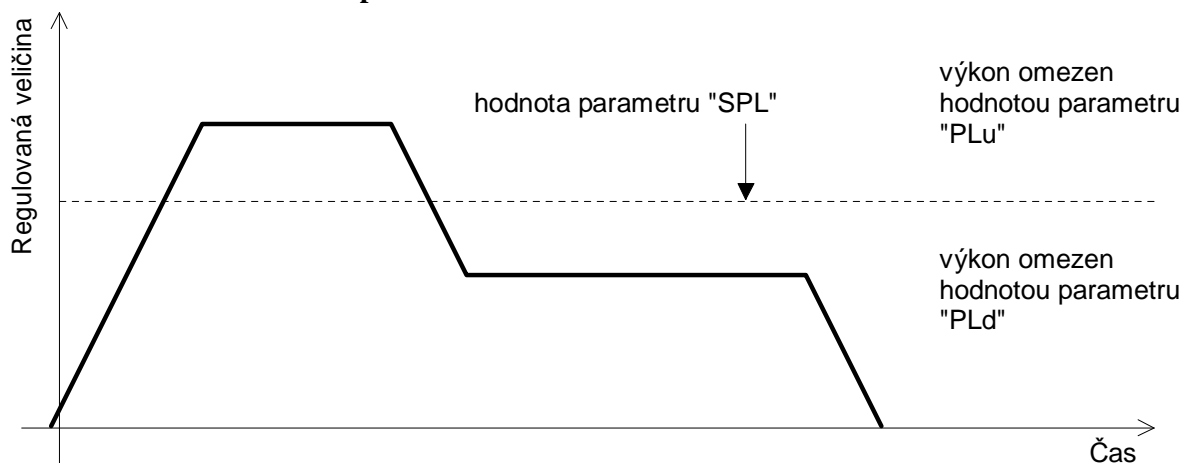 Regulovaná veličina
hodnota parametru "SPL"
výkon omezen
hodnotou parametru
"PLu"
výkon omezen
hodnotou parametru
"PLd"
Čas